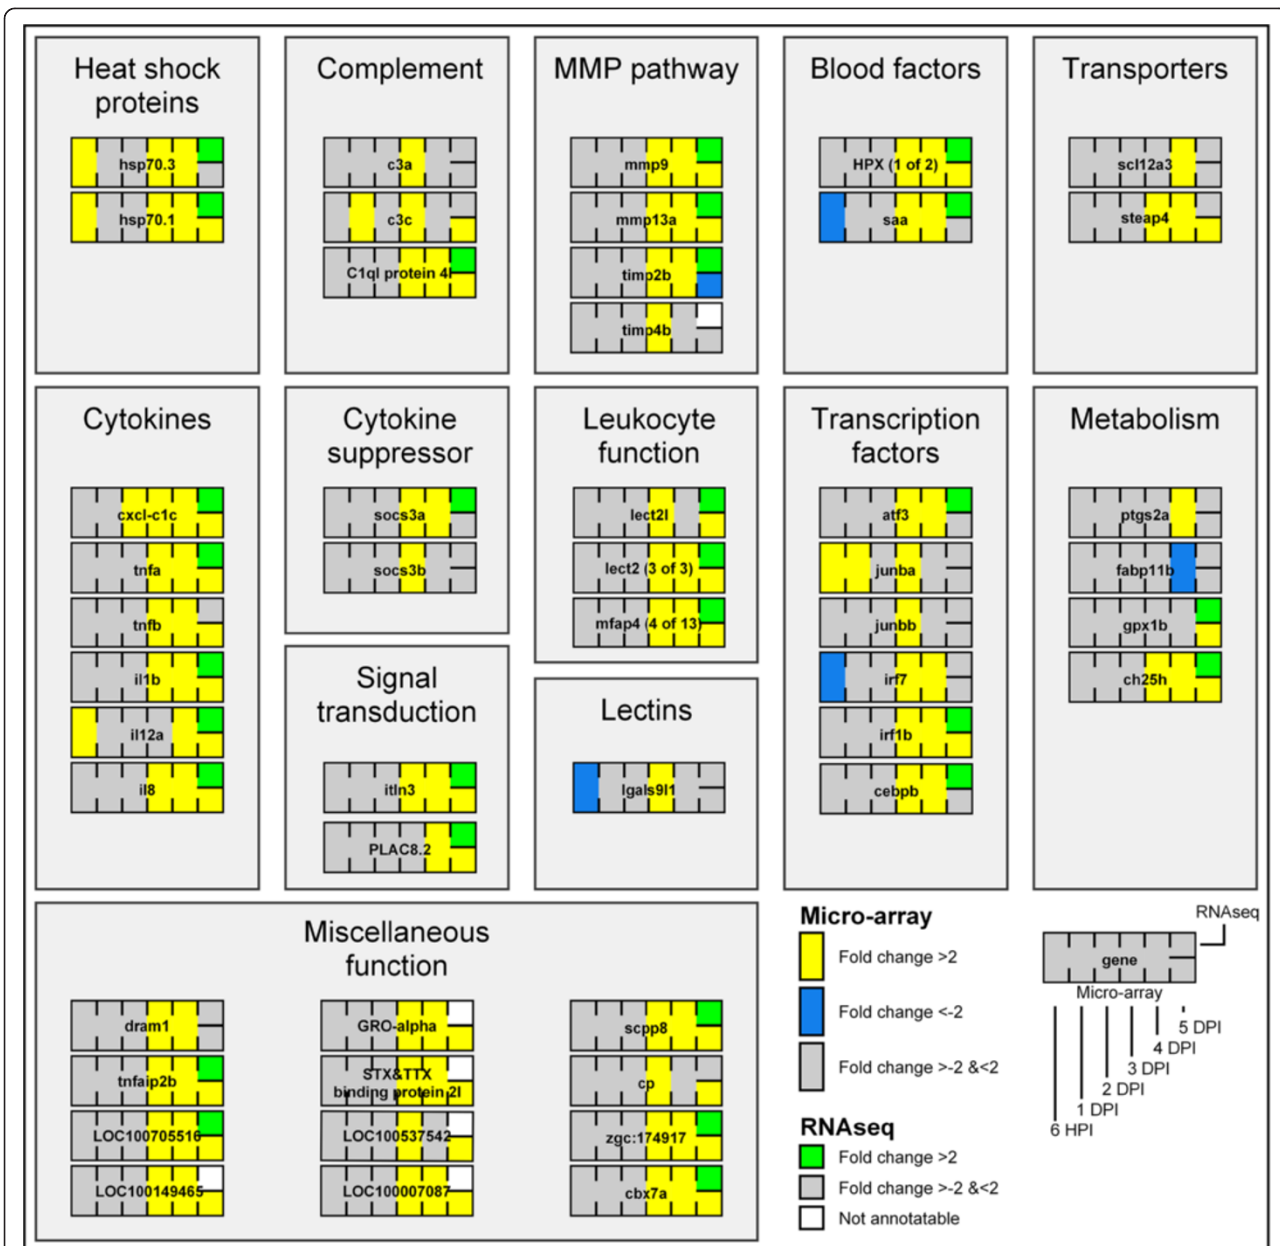 Heat shock
proteins
hsp70.3
hsp70.1
Complement
c3a
c3c
C1ql protein 4l
MMP pathway
mmp9
mmp13a
timp2b
timp4b
Blood factors
HPX (1 of 2)
saa
Transporters
scl12a3
steap4
Cytokines
cxcl-c1c
tnfa
tnfb
il1b
il12a
il8
Cytokine
suppressor
socs3a
socs3b
Signal
transduction
itln3
PLAC8.2
Leukocyte
function
lect2l
lect2 (3 of 3)
mfap4 (4 of 13)
Lectins
lgals9l1
Transcription
factors
atf3
junba
junbb
irf7
irf1b
cebpb
Metabolism
ptgs2a
fabp11b
gpx1b
ch25h
Miscellaneous
function
dram1
tnfaip2b
LOC100705516
LOC100149465
GRO-alpha
STX&TTX
binding protein 2l
LOC100537542
LOC100007087
scpp8
cp
zgc:174917
cbx7a
Micro-array
Fold change >2
Fold change <-2
Fold change >-2 &<2
RNAseq
Fold change >2
Fold change >-2 &<2
Not annotatable
RNAseq
gene
Micro-array
5 DPI
4 DPI
3 DPI
2 DPI
1 DPI
6 HPI